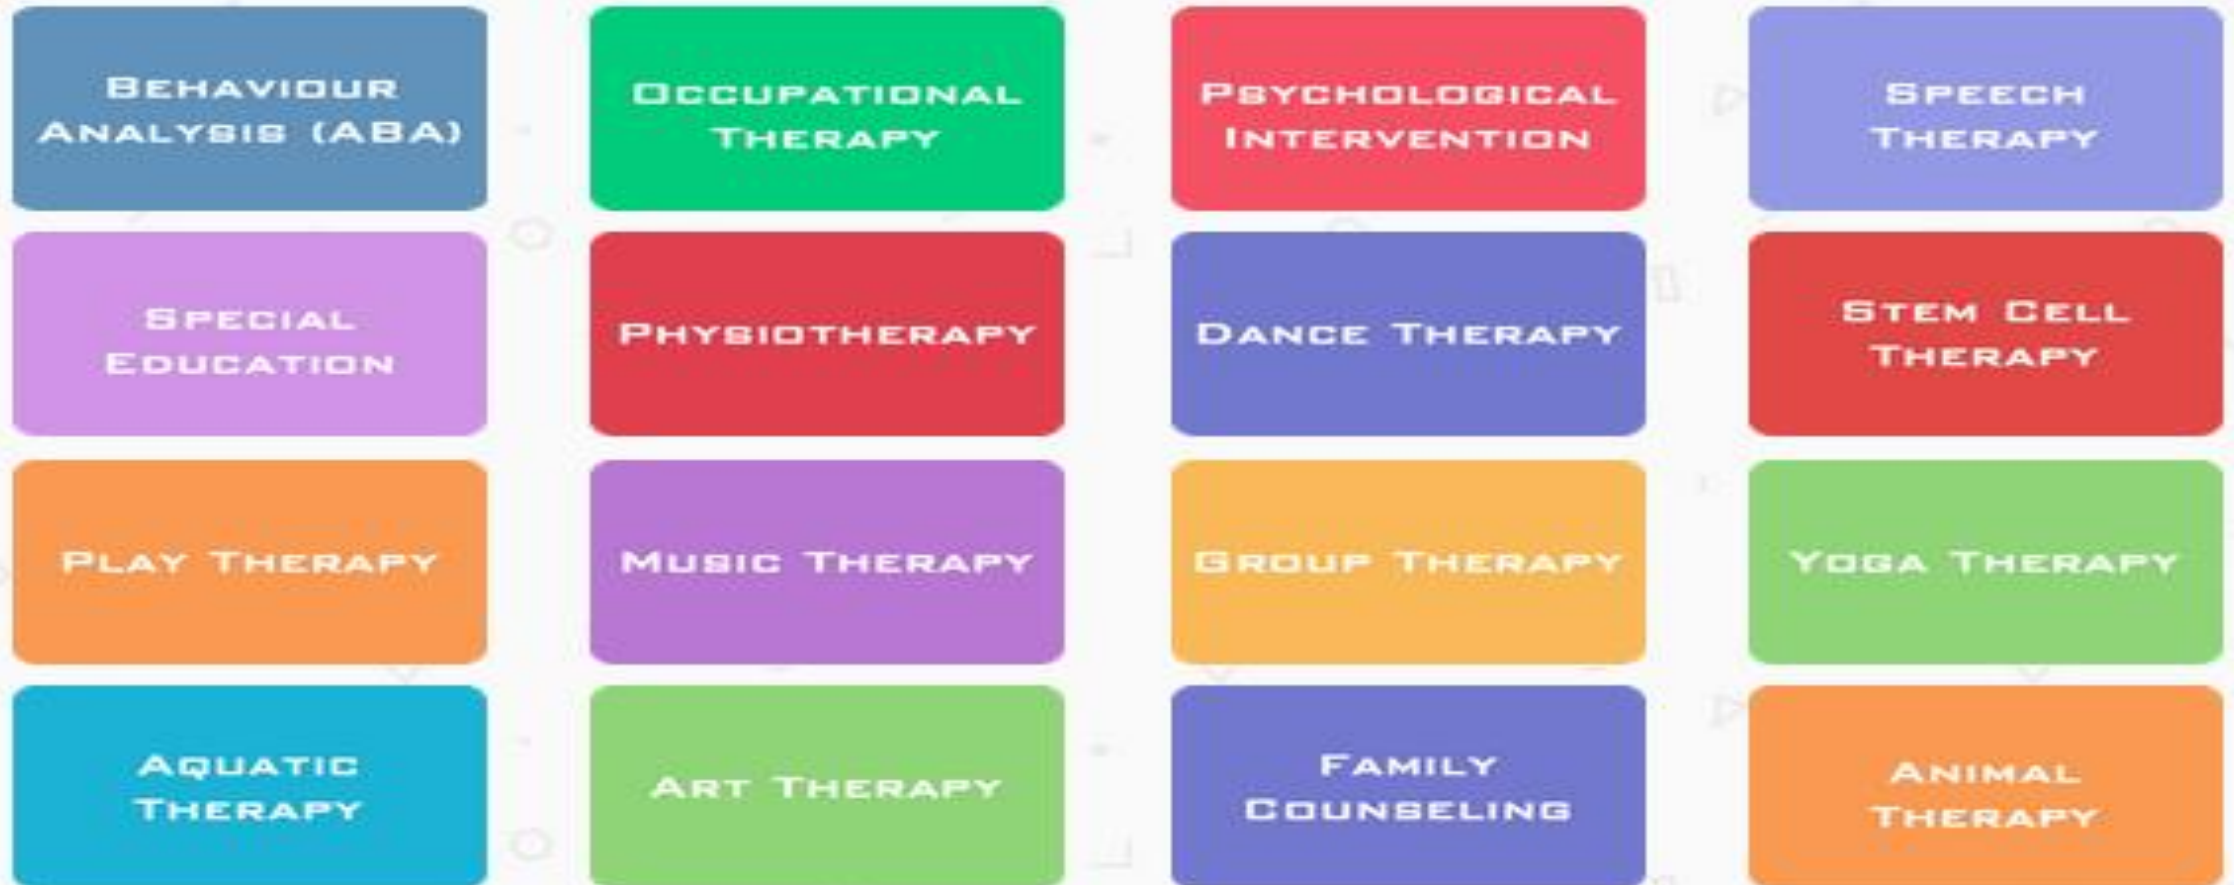 BEHAVIOUR
ANALYSIS (ABA)
OCCUPATIONAL
THERAPY
PSYCHOLOGICAL
INTERVENTION
SPEECH
THERAPY
SPECIAL
EDUCATION
PHYSIOTHERAPY
DANCE THERAPY
STEM CELL
THERAPY
PLAY THERAPY
MUSIC THERAPY
GROUP THERAPY
YOGA THERAPY
AQUATIC
THERAPY
ART THERAPY
FAMILY
COUNSELING
ANIMAL
THERAPY